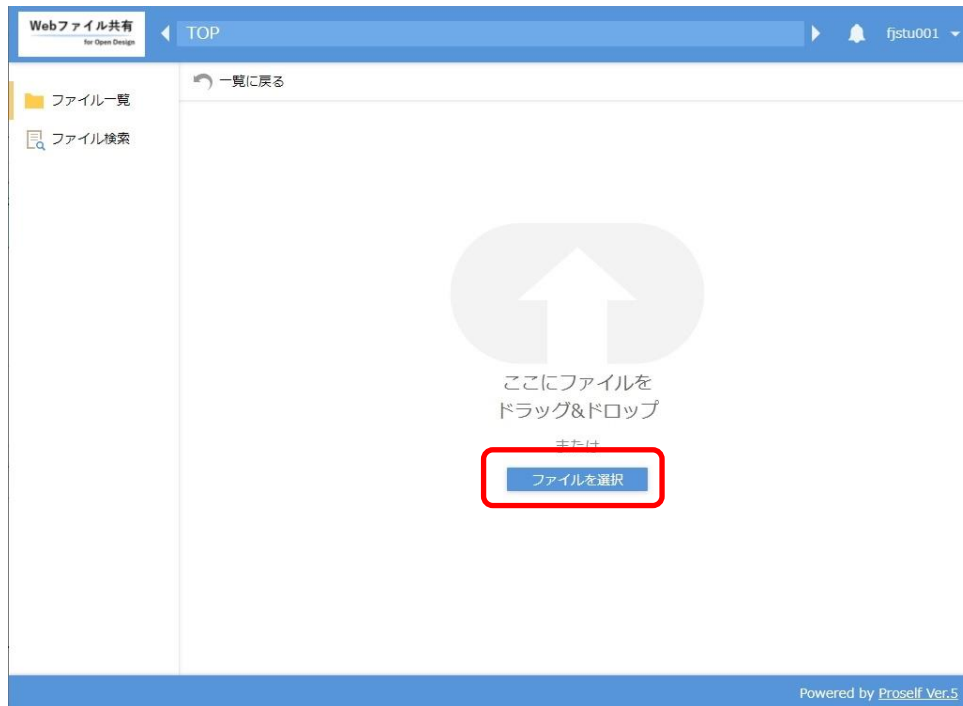 Webファイル共有
for Open Design
TOP
fjstu001
一覧に戻る
ファイル一覧
ファイル検索
ここにファイルを
ドラッグ&ドロップ
または
ファイルを選択
Powered by Proself Ver.5